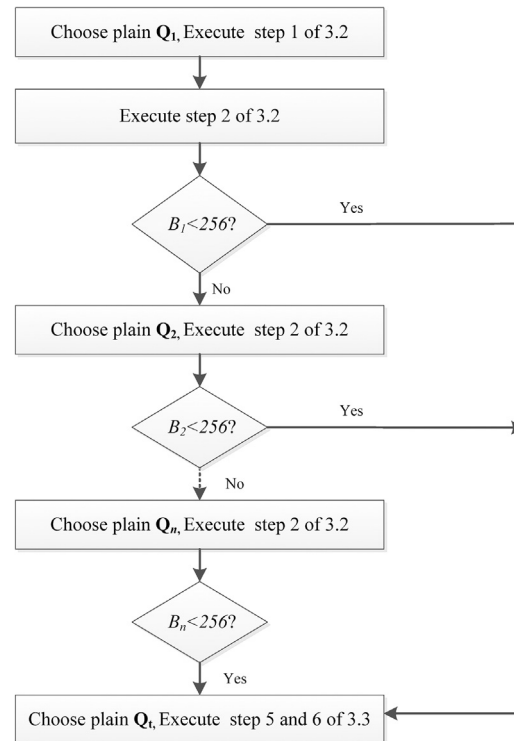 Choose plain Q1, Execute step 1 of 3.2
Execute step 2 of 3.2
B1<256?
Yes
No
Choose plain Q2, Execute step 2 of 3.2
B2<256?
Yes
No
Choose plain Qn, Execute step 2 of 3.2
Bn<256?
Yes
Choose plain Qt, Execute step 5 and 6 of 3.3